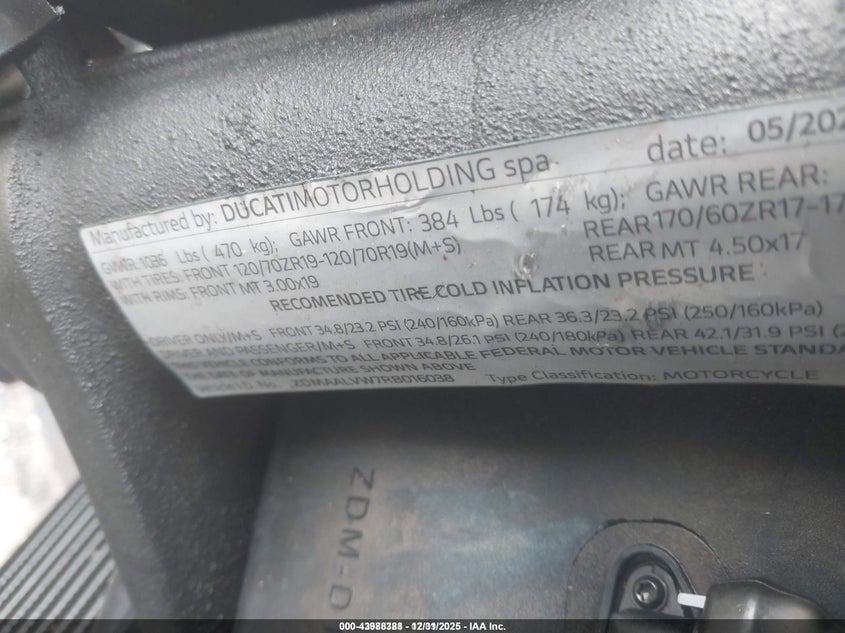 Manufactured by: DUCATIMOTORHOLDING spa date: 05/202
GVWR: 1036 Lbs ( 470 kg); GAWR FRONT: 384 Lbs ( 174 kg); GAWR REAR:
WITH TIRES: FRONT 120/70ZR19-120/70R19(M+S) REAR 170/60ZR17-17
WITH RIMS: FRONT MT 3.00x19 REAR MT 4.50x17
RECOMENDED TIRE COLD INFLATION PRESSURE
DRIVER ONLY/M+S FRONT 34.8/23.2 PSI (240/160kPa) REAR 36.3/23.2 PSI (250/160kPa)
AND PASSENGER/M+S FRONT 34.8/26.1 PSI (240/180kPa) REAR 42.1/31.9 PSI (2
VEHICLE CONFORMS TO ALL APPLICABLE FEDERAL MOTOR VEHICLE STANDA
OF MANUFACTURE SHOWN ABOVE
No. ZDMAALVW7RB016038 Type Classification: MOTORCYCLE
ZDM-D
000-43988388 - 12/31/2025 - IAA Inc.